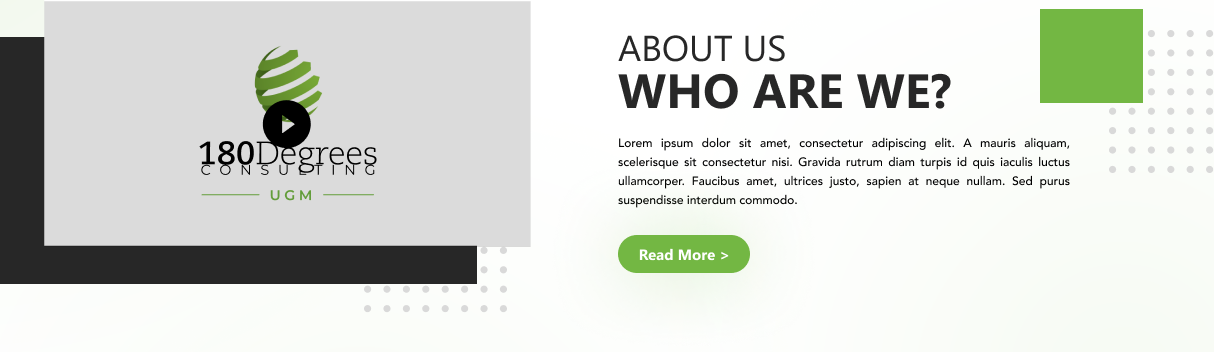 180Degrees
CONSULTING
UGM
ABOUT US
WHO ARE WE?
Lorem ipsum dolor sit amet, consectetur adipiscing elit. A mauris aliquam,
scelerisque sit consectetur nisi. Gravida rutrum diam turpis id quis iaculis luctus
ullamcorper. Faucibus amet, ultrices justo, sapien at neque nullam. Sed purus
suspendisse interdum commodo.
Read More >